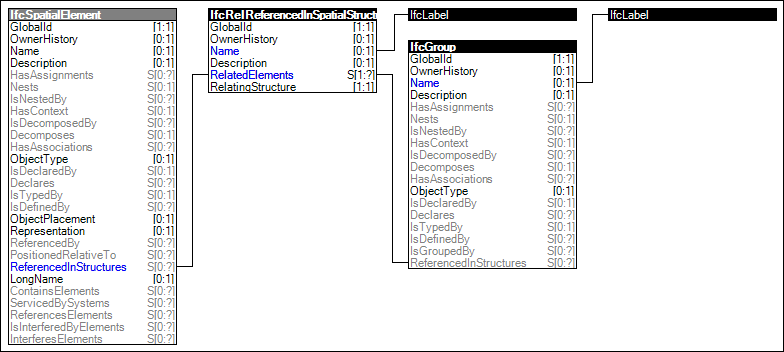 IfcSpatialElement
GlobalId [1:1]
OwnerHistory [0:1]
Name [0:1]
Description [0:1]
HasAssignments S[0:?]
Nests S[0:1]
IsNestedBy S[0:?]
HasContext S[0:1]
IsDecomposedBy S[0:?]
Decomposes S[0:1]
HasAssociations S[0:?]
ObjectType [0:1]
IsDeclaredBy S[0:1]
Declares S[0:?]
IsTypedBy S[0:1]
IsDefinedBy S[0:?]
ObjectPlacement [0:1]
Representation [0:1]
ReferencedBy S[0:?]
PositionedRelativeTo S[0:?]
ReferencedInStructures S[0:?]
LongName [0:1]
ContainsElements S[0:?]
ServicedBySystems S[0:?]
ReferencesElements S[0:?]
IsInterferedByElements S[0:?]
InterferesElements S[0:?]
IfcRelReferencedInSpatialStruct
GlobalId [1:1]
OwnerHistory [0:1]
Name [0:1]
Description [0:1]
RelatedElements S[1:?]
RelatingStructure [1:1]
IfcLabel
IfcGroup
GlobalId [1:1]
OwnerHistory [0:1]
Name [0:1]
Description [0:1]
HasAssignments S[0:?]
Nests S[0:1]
IsNestedBy S[0:?]
HasContext S[0:1]
IsDecomposedBy S[0:?]
Decomposes S[0:1]
HasAssociations S[0:?]
ObjectType [0:1]
IsDeclaredBy S[0:1]
Declares S[0:?]
IsTypedBy S[0:1]
IsDefinedBy S[0:?]
IsGroupedBy S[0:?]
ReferencedInStructures S[0:?]
IfcLabel